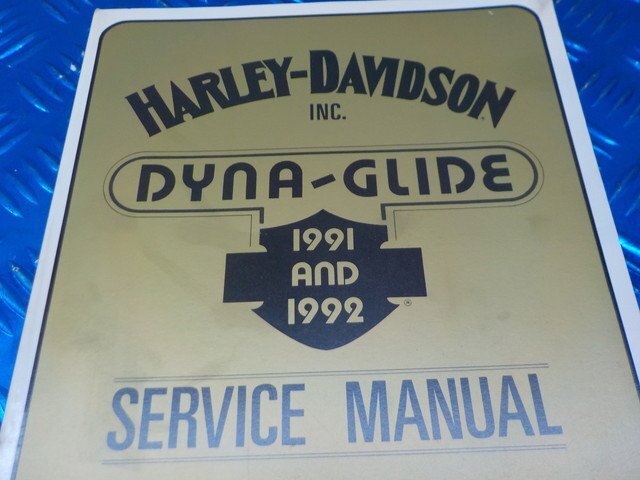 HARLEY-DAVIDSON
INC.
DYNA-GLIDE
1991
AND
1992
®
SERVICE MANUAL